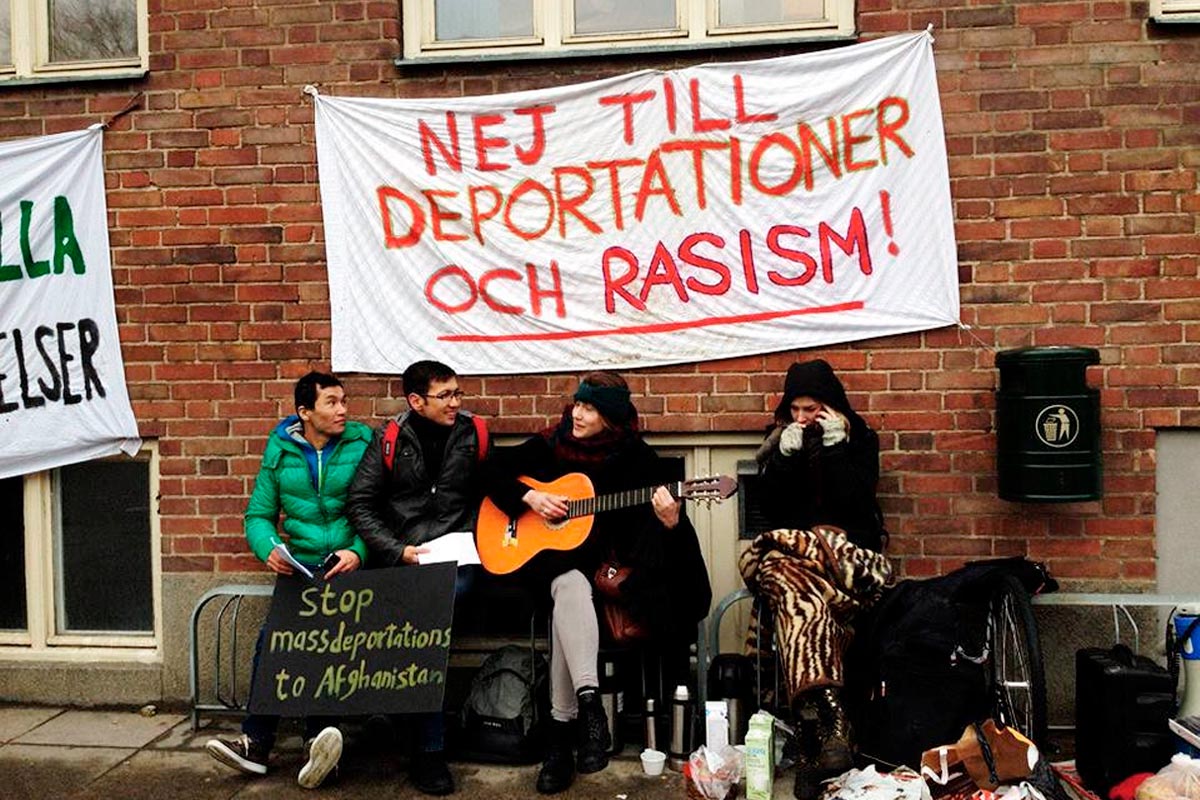 NEJ TILL
DEPORTATIONER
OCH RASISM!
LLA
ELSER
Stop
massdeportations
to Afghanistan